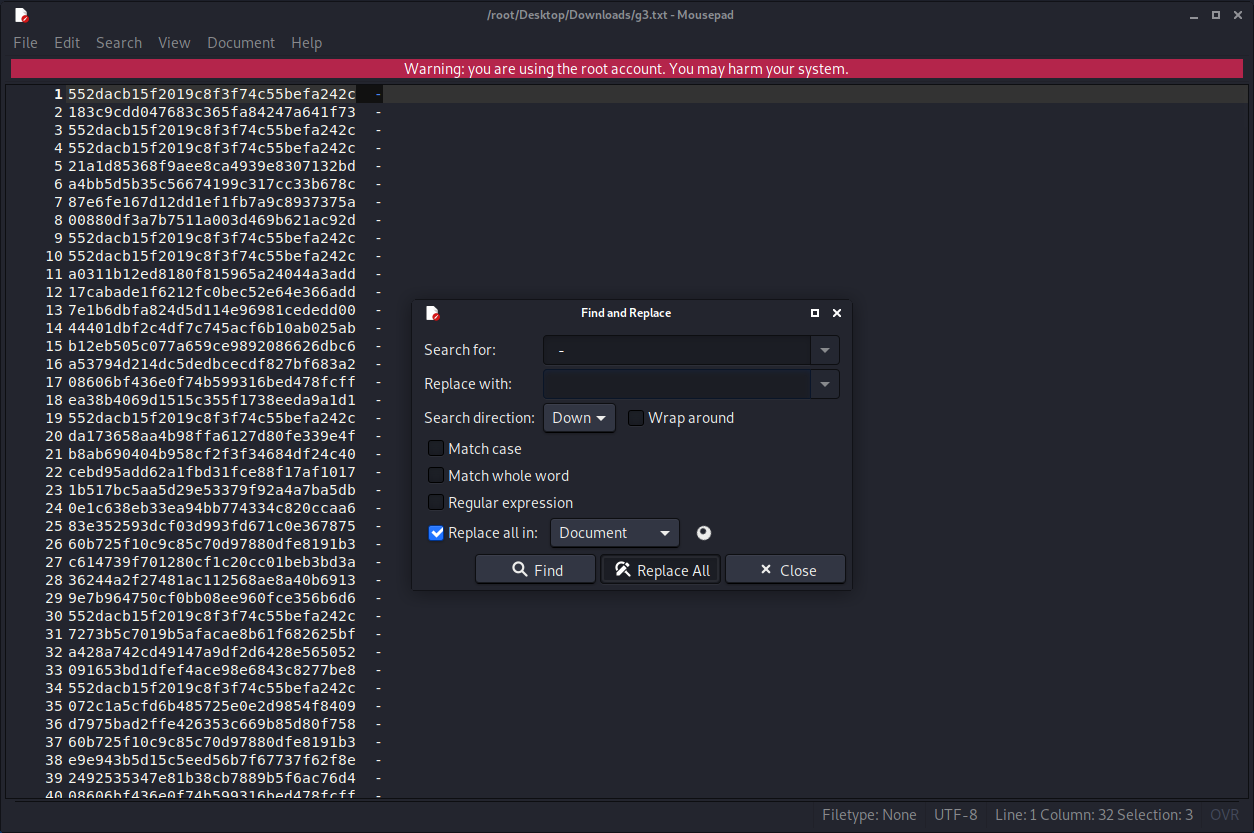 /root/Desktop/Downloads/g3.txt - Mousepad
File Edit Search View Document Help
Warning: you are using the root account. You may harm your system.
1 552dacb15f2019c8f3f74c55befa242c  -
2 183c9cdd047683c365fa84247a641f73  -
3 552dacb15f2019c8f3f74c55befa242c  -
4 552dacb15f2019c8f3f74c55befa242c  -
5 21a1d85368f9aee8ca4939e8307132bd  -
6 a4bb5d5b35c56674199c317cc33b678c  -
7 87e6fe167d12dd1ef1fb7a9c8937375a  -
8 00880df3a7b7511a003d469b621ac92d  -
9 552dacb15f2019c8f3f74c55befa242c  -
10 552dacb15f2019c8f3f74c55befa242c  -
11 a0311b12ed8180f815965a24044a3add  -
12 17cabade1f6212fc0bec52e64e366add  -
13 7e1b6dbfa824d5d114e96981cededd00  -
14 44401dbf2c4df7c745acf6b10ab025ab  -
15 b12eb505c077a659ce9892086626dbc6  -
16 a53794d214dc5dedbcecdf827bf683a2  -
17 08606bf436e0f74b599316bed478fcff  -
18 ea38b4069d1515c355f1738eeda9a1d1  -
19 552dacb15f2019c8f3f74c55befa242c  -
20 da173658aa4b98ffa6127d80fe339e4f  -
21 b8ab690404b958cf2f3f34684df24c40  -
22 cebd95add62a1fbd31fce88f17af1017  -
23 1b517bc5aa5d29e53379f92a4a7ba5db  -
24 0e1c638eb33ea94bb774334c820ccaa6  -
25 83e352593dcf03d993fd671c0e367875  -
26 60b725f10c9c85c70d97880dfe8191b3  -
27 c614739f701280cf1c20cc01beb3bd3a  -
28 36244a2f27481ac112568ae8a40b6913  -
29 9e7b964750cf0bb08ee960fce356b6d6  -
30 552dacb15f2019c8f3f74c55befa242c  -
31 7273b5c7019b5afacae8b61f682625bf  -
32 a428a742cd49147a9df2d6428e565052  -
33 091653bd1dfef4ace98e6843c8277be8  -
34 552dacb15f2019c8f3f74c55befa242c  -
35 072c1a5cfd6b485725e0e2d9854f8409  -
36 d7975bad2ffe426353c669b85d80f758  -
37 60b725f10c9c85c70d97880dfe8191b3  -
38 e9e943b5d15c5eed56b7f67737f62f8e  -
39 2492535347e81b38cb7889b5f6ac76d4  -
40 08606bf436e0f74b599316bed478fcff  -
Find and Replace
Search for: -
Replace with:
Search direction: Down Wrap around
Match case
Match whole word
Regular expression
Replace all in: Document
Find Replace All Close
Filetype: None UTF-8 Line: 1 Column: 32 Selection: 3 OVR